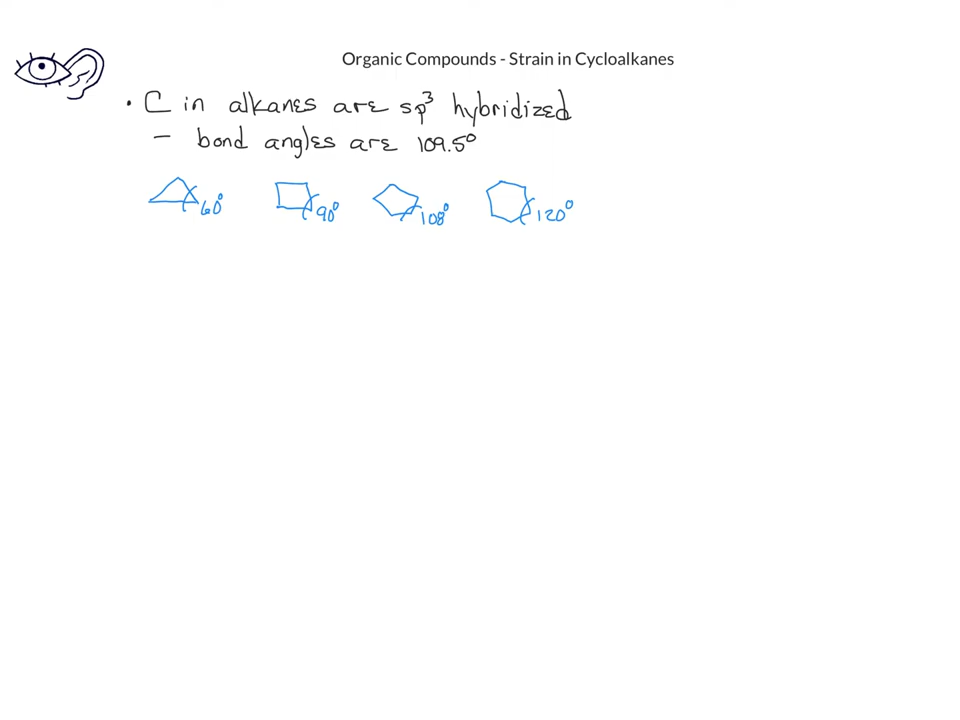 Organic Compounds - Strain in Cycloalkanes
• C in alkanes are sp³ hybridized
– bond angles are 109.5°
60° 90° 108° 120°